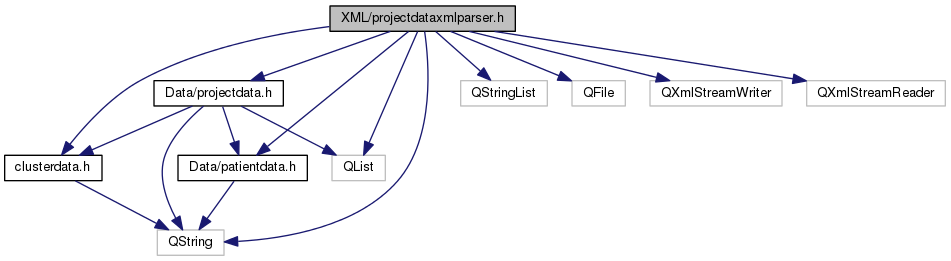 XML/projectdataxmlparser.h
Data/projectdata.h
QStringList
QFile
QXmlStreamWriter
QXmlStreamReader
clusterdata.h
Data/patientdata.h
QList
QString